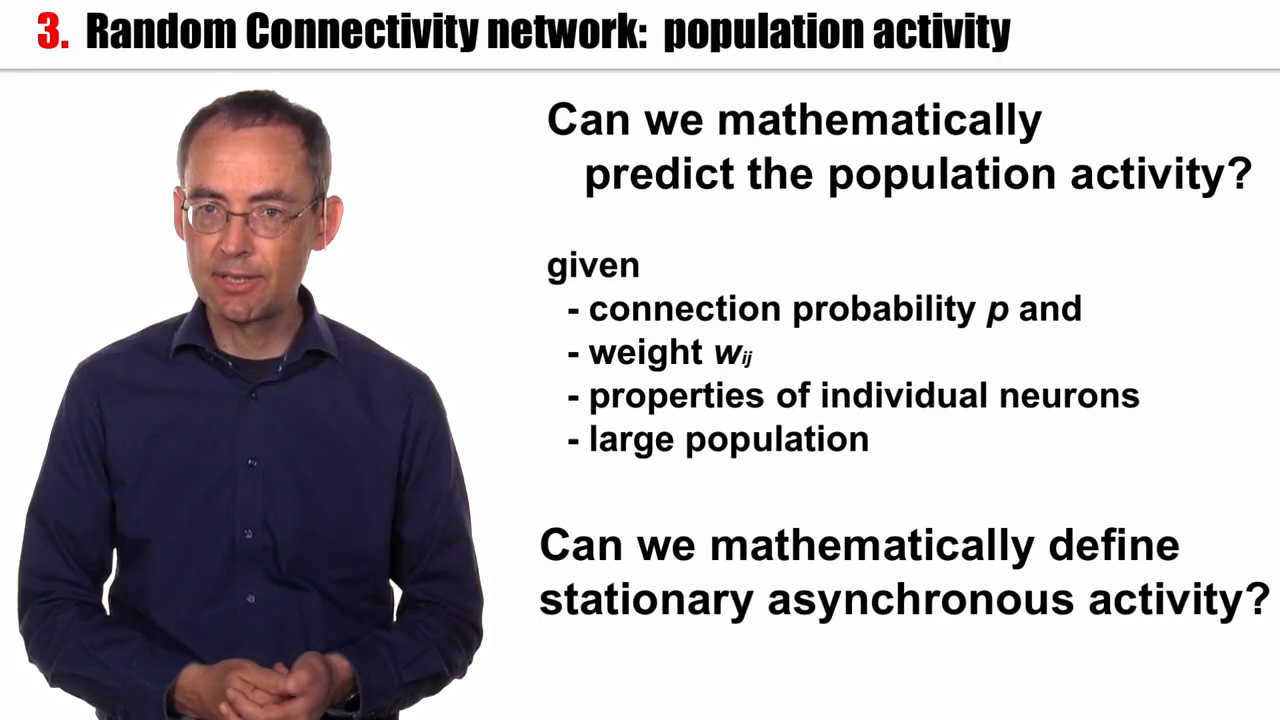 3. Random Connectivity network: population activity
Can we mathematically
predict the population activity?
given
- connection probability p and
- weight wij
- properties of individual neurons
- large population
Can we mathematically define
stationary asynchronous activity?